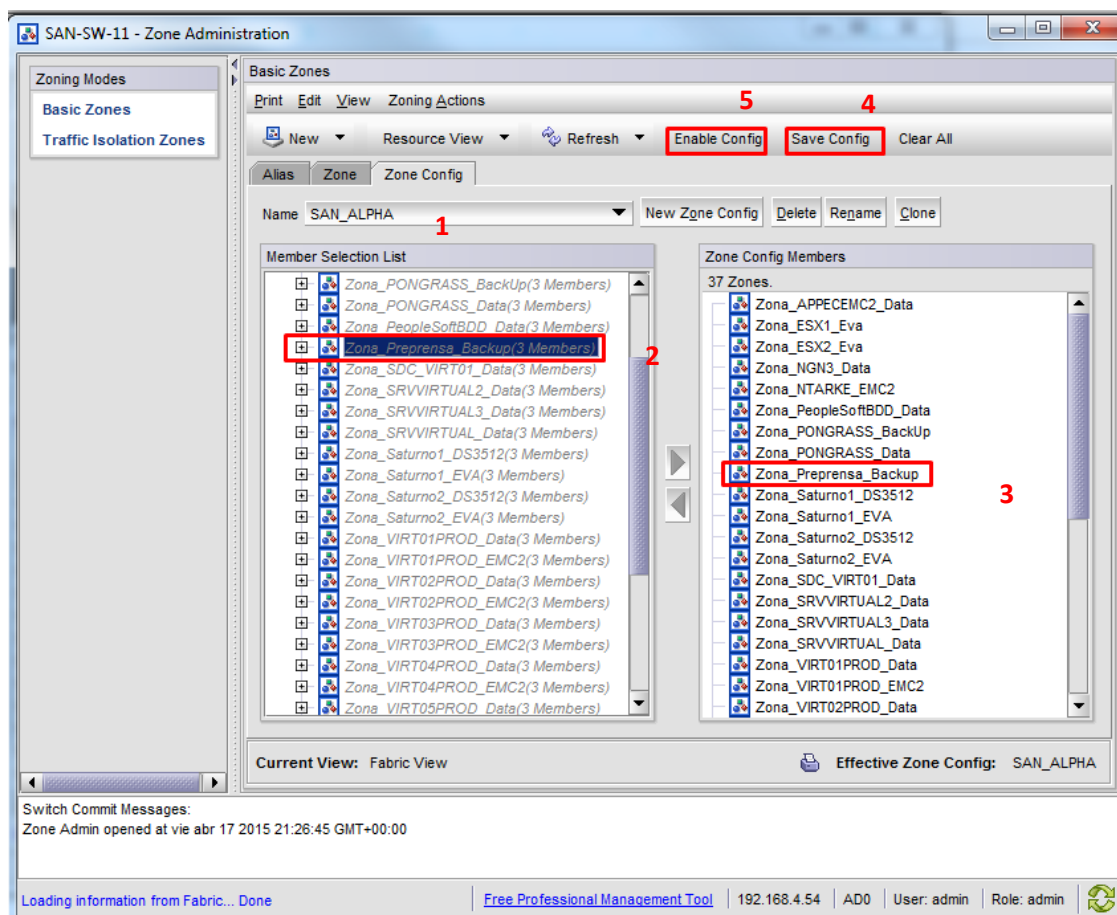 SAN-SW-11 - Zone Administration
Zoning Modes
Basic Zones
Traffic Isolation Zones
Basic Zones
Print Edit View Zoning Actions
5 4
New Resource View Refresh Enable Config Save Config Clear All
Alias Zone Zone Config
Name SAN_ALPHA New Zone Config Delete Rename Clone
1
Member Selection List
Zona_PONGRASS_BackUp(3 Members)
Zona_PONGRASS_Data(3 Members)
Zona_PeopleSoftBDD_Data(3 Members)
Zona_Preprensa_Backup(3 Members)
2
Zona_SDC_VIRT01_Data(3 Members)
Zona_SRVVIRTUAL2_Data(3 Members)
Zona_SRVVIRTUAL3_Data(3 Members)
Zona_SRVVIRTUAL_Data(3 Members)
Zona_Saturno1_DS3512(3 Members)
Zona_Saturno1_EVA(3 Members)
Zona_Saturno2_DS3512(3 Members)
Zona_Saturno2_EVA(3 Members)
Zona_VIRT01PROD_Data(3 Members)
Zona_VIRT01PROD_EMC2(3 Members)
Zona_VIRT02PROD_Data(3 Members)
Zona_VIRT02PROD_EMC2(3 Members)
Zona_VIRT03PROD_Data(3 Members)
Zona_VIRT03PROD_EMC2(3 Members)
Zona_VIRT04PROD_Data(3 Members)
Zona_VIRT04PROD_EMC2(3 Members)
Zona_VIRT05PROD_Data(3 Members)
Zone Config Members
37 Zones.
Zona_APPECEMC2_Data
Zona_ESX1_Eva
Zona_ESX2_Eva
Zona_NGN3_Data
Zona_NTARKE_EMC2
Zona_PeopleSoftBDD_Data
Zona_PONGRASS_BackUp
Zona_PONGRASS_Data
Zona_Preprensa_Backup
Zona_Saturno1_DS3512
3
Zona_Saturno1_EVA
Zona_Saturno2_DS3512
Zona_Saturno2_EVA
Zona_SDC_VIRT01_Data
Zona_SRVVIRTUAL2_Data
Zona_SRVVIRTUAL3_Data
Zona_SRVVIRTUAL_Data
Zona_VIRT01PROD_Data
Zona_VIRT01PROD_EMC2
Zona_VIRT02PROD_Data
Current View: Fabric View Effective Zone Config: SAN_ALPHA
Switch Commit Messages:
Zone Admin opened at vie abr 17 2015 21:26:45 GMT+00:00
Loading information from Fabric... Done Free Professional Management Tool 192.168.4.54 AD0 User: admin Role: admin